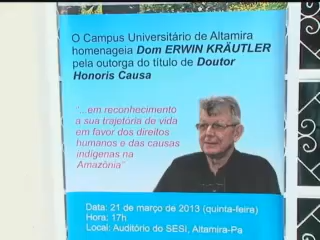 O Campus Universitário de Altamira
homenageia Dom ERWIN KRÄUTLER
pela outorga do título de Doutor
Honoris Causa
"...em reconhecimento
a sua trajetória de vida
em favor dos direitos
humanos e das causas
indígenas na
Amazônia"
Data: 21 de março de 2013 (quinta-feira)
Hora: 17h
Local: Auditório do SESI, Altamira-Pa